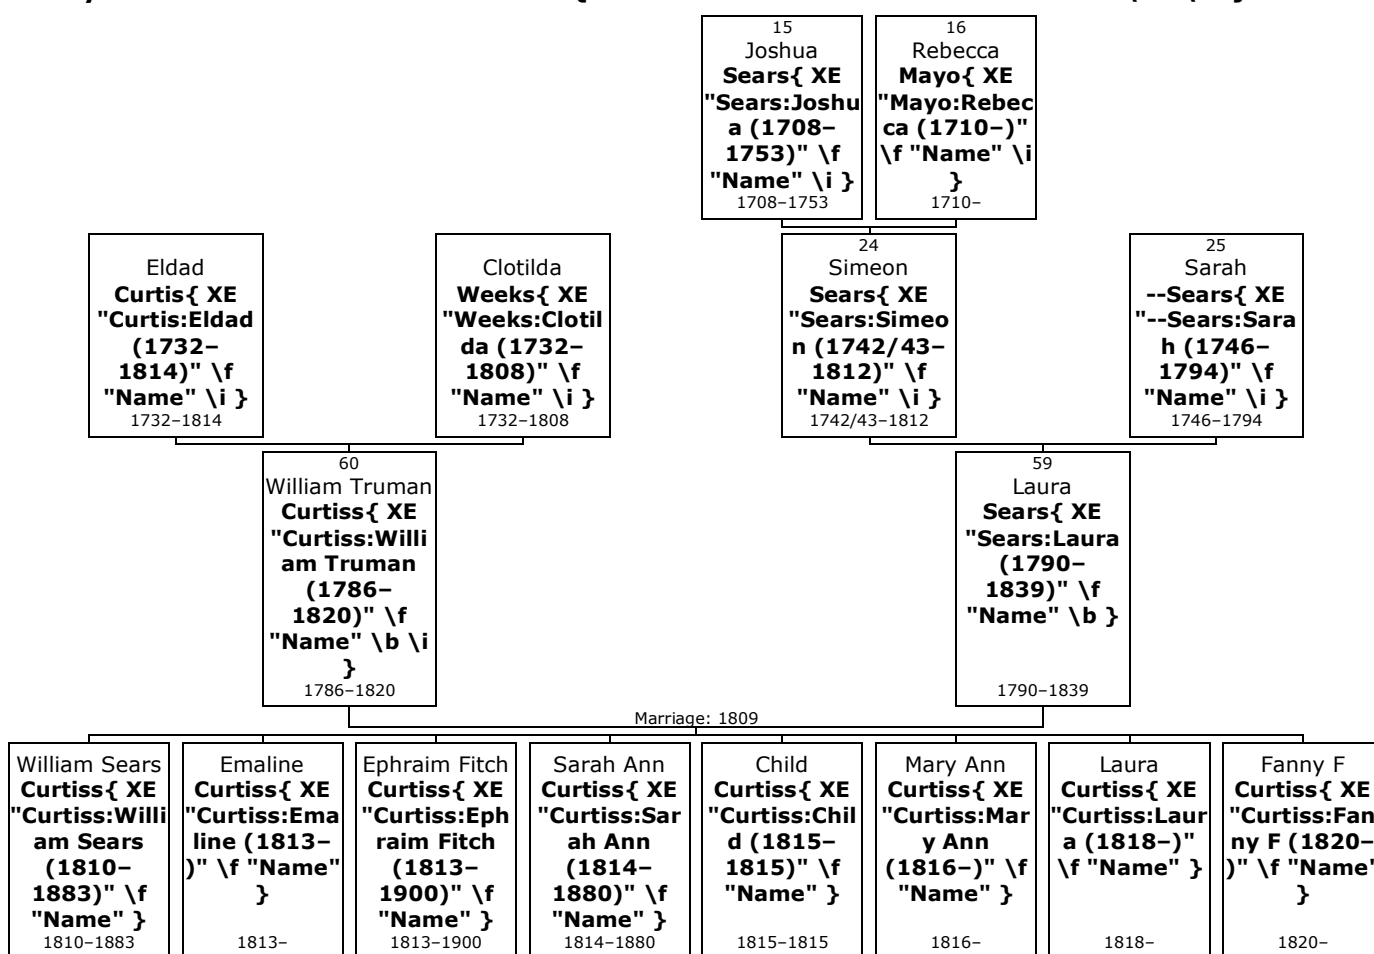 15
Joshua
Sears{ XE
"Sears:Joshu
a (1708–
1753)" \f
"Name" \i }
1708–1753
16
Rebecca
Mayo{ XE
"Mayo:Rebec
ca (1710–)"
\f "Name" \i
}
1710–
Eldad
Curtis{ XE
"Curtis:Eldad
(1732–
1814)" \f
"Name" \i }
1732–1814
Clotilda
Weeks{ XE
"Weeks:Clotil
da (1732–
1808)" \f
"Name" \i }
1732–1808
24
Simeon
Sears{ XE
"Sears:Simeo
n (1742/43–
1812)" \f
"Name" \i }
1742/43–1812
25
Sarah
--Sears{ XE
"--Sears:Sara
h (1746–
1794)" \f
"Name" \i }
1746–1794
60
William Truman
Curtiss{ XE
"Curtiss:Willi
am Truman
(1786–
1820)" \f
"Name" \b \i
}
1786–1820
59
Laura
Sears{ XE
"Sears:Laura
(1790–
1839)" \f
"Name" \b }
1790–1839
Marriage: 1809
William Sears
Curtiss{ XE
"Curtiss:Willi
am Sears
(1810–
1883)" \f
"Name" }
1810–1883
Emaline
Curtiss{ XE
"Curtiss:Ema
line (1813–
)" \f "Name"
}
1813–
Ephraim Fitch
Curtiss{ XE
"Curtiss:Eph
raim Fitch
(1813–
1900)" \f
"Name" }
1813–1900
Sarah Ann
Curtiss{ XE
"Curtiss:Sar
ah Ann
(1814–
1880)" \f
"Name" }
1814–1880
Child
Curtiss{ XE
"Curtiss:Chil
d (1815–
1815)" \f
"Name" }
1815–1815
Mary Ann
Curtiss{ XE
"Curtiss:Mar
y Ann
(1816–)" \f
"Name" }
1816–
Laura
Curtiss{ XE
"Curtiss:Laur
a (1818–)"
\f "Name" }
1818–
Fanny F
Curtiss{ XE
"Curtiss:Fan
ny F (1820–
)" \f "Name"
}
1820–